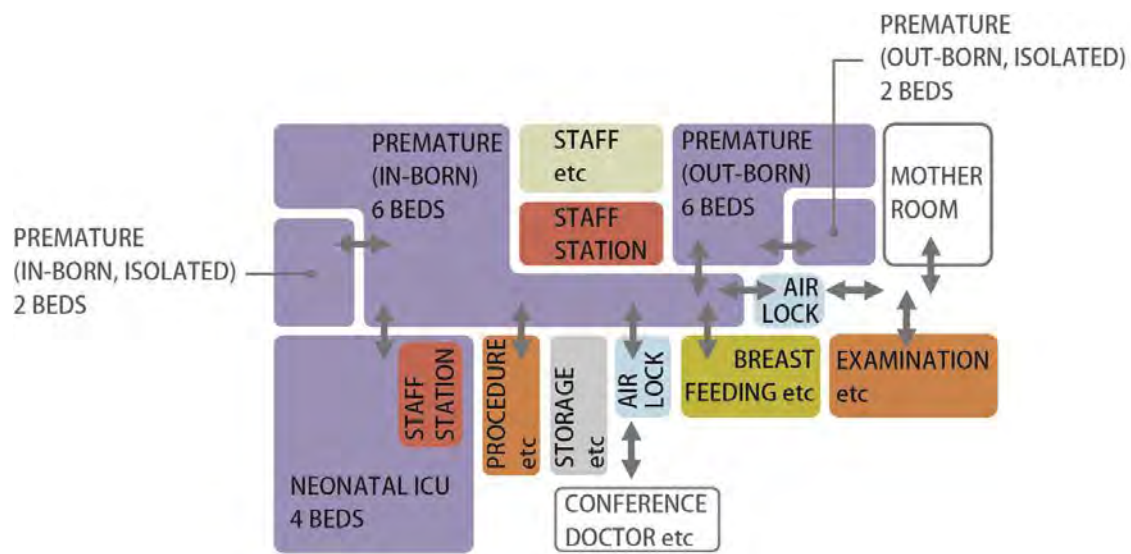 PREMATURE
(OUT-BORN, ISOLATED)
2 BEDS
PREMATURE
(IN-BORN)
6 BEDS
STAFF
etc
PREMATURE
(OUT-BORN)
6 BEDS
MOTHER
ROOM
STAFF
STATION
PREMATURE
(IN-BORN, ISOLATED)
2 BEDS
AIR
LOCK
STAFF
STATION
PROCEDURE
etc
STORAGE
etc
AIR
LOCK
BREAST
FEEDING etc
EXAMINATION
etc
NEONATAL ICU
4 BEDS
CONFERENCE
DOCTOR etc